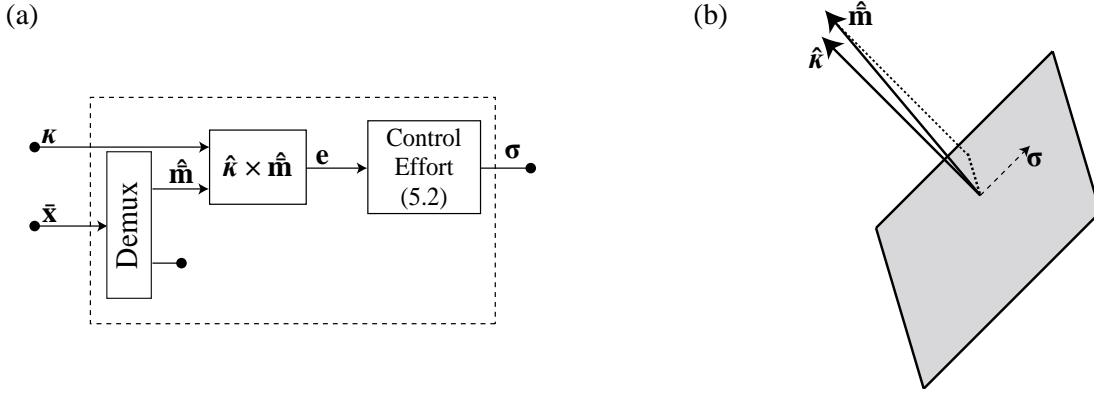 (a)
κ
x̄
Demux
m̄̂
κ̂ × m̄̂
e
Control
Effort
(5.2)
σ
(b)
m̄̂
κ̂
σ